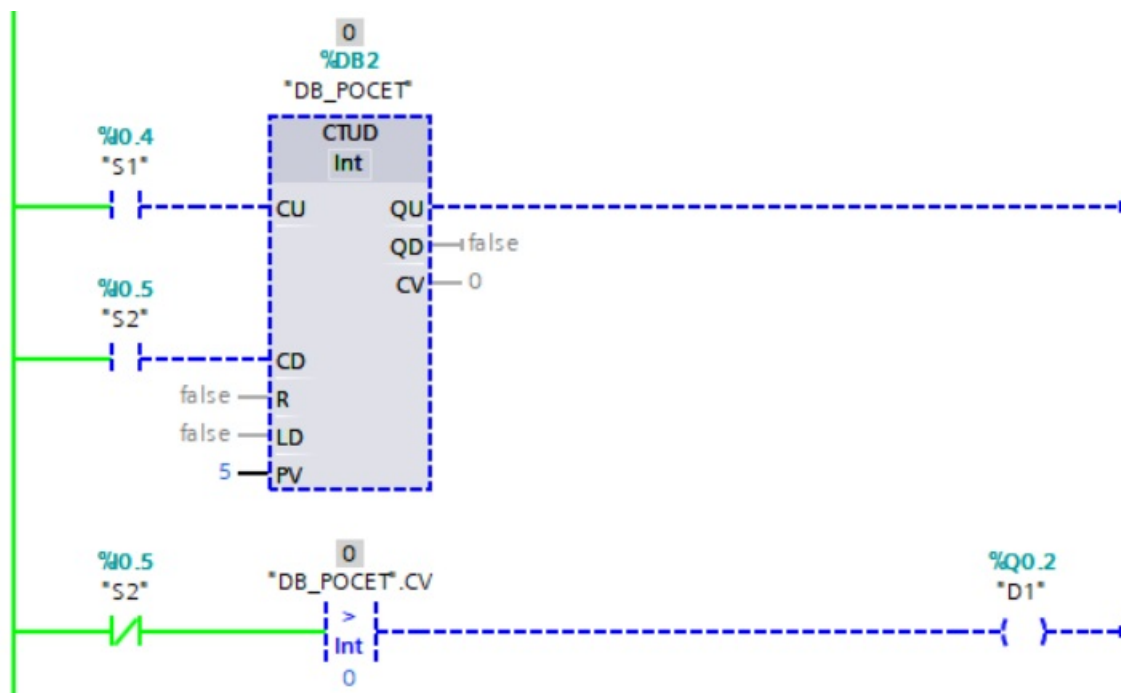 0
%DB2
"DB_POCET"
%I0.4
"S1"
CTUD
Int
CU QU
QD false
CV 0
%I0.5
"S2"
CD
false R
false LD
5 PV
%I0.5
"S2"
0
"DB_POCET".CV
>
Int
0
%Q0.2
"D1"